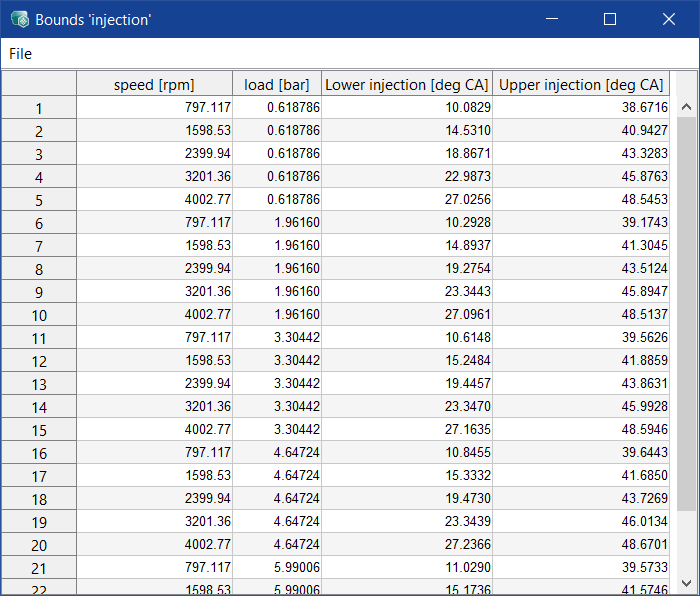 Bounds 'injection'
File
speed [rpm] load [bar] Lower injection [deg CA] Upper injection [deg CA]
1 797.117 0.618786 10.0829 38.6716
2 1598.53 0.618786 14.5310 40.9427
3 2399.94 0.618786 18.8671 43.3283
4 3201.36 0.618786 22.9873 45.8763
5 4002.77 0.618786 27.0256 48.5453
6 797.117 1.96160 10.2928 39.1743
7 1598.53 1.96160 14.8937 41.3045
8 2399.94 1.96160 19.2754 43.5124
9 3201.36 1.96160 23.3443 45.8947
10 4002.77 1.96160 27.0961 48.5137
11 797.117 3.30442 10.6148 39.5626
12 1598.53 3.30442 15.2484 41.8859
13 2399.94 3.30442 19.4457 43.8631
14 3201.36 3.30442 23.3470 45.9928
15 4002.77 3.30442 27.1635 48.5946
16 797.117 4.64724 10.8455 39.6443
17 1598.53 4.64724 15.3332 41.6850
18 2399.94 4.64724 19.4730 43.7269
19 3201.36 4.64724 23.3439 46.0134
20 4002.77 4.64724 27.2366 48.6701
21 797.117 5.99006 11.0290 39.5733
22 1598.53 5.99006 15.1736 41.5746